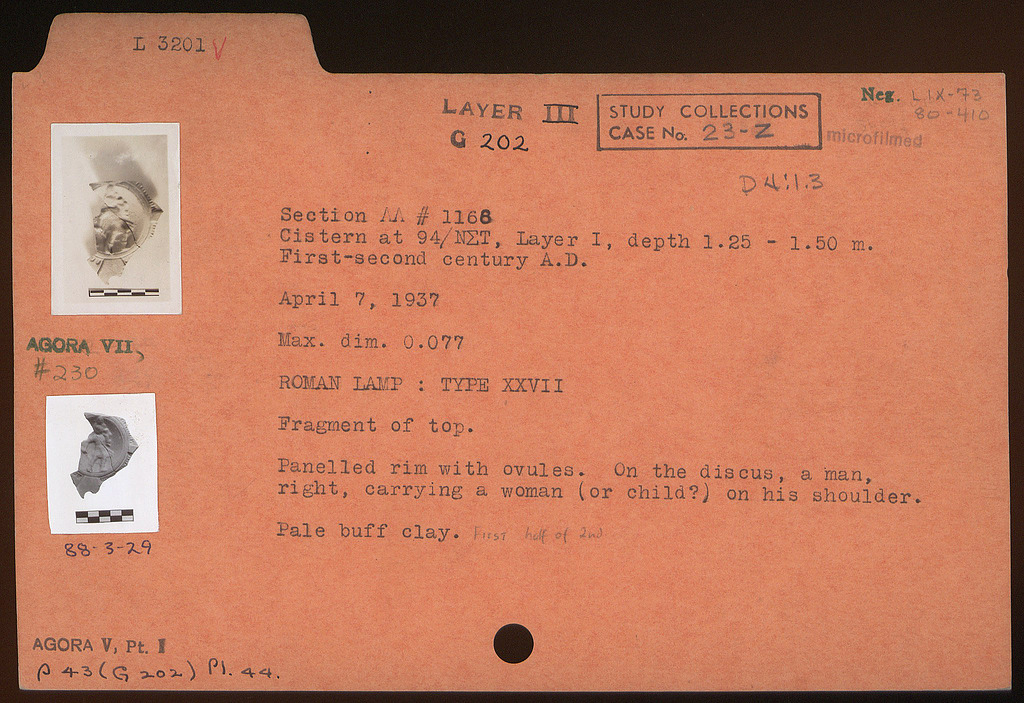 L 3201 V
LAYER III
G 202
STUDY COLLECTIONS
CASE No. 23-Z
Neg. LIX-73
80-410
microfilmed
D 4:1.3
Section ΛΛ # 1168
Cistern at 94/ΝΣΤ, Layer I, depth 1.25 - 1.50 m.
First-second century A.D.
April 7, 1937
Max. dim. 0.077
ROMAN LAMP : TYPE XXVII
Fragment of top.
Panelled rim with ovules. On the discus, a man,
right, carrying a woman (or child?) on his shoulder.
Pale buff clay. First half of 2nd
AGORA VII,
#230
88-3-29
AGORA V, Pt. I
p 43 (G 202) Pl. 44.